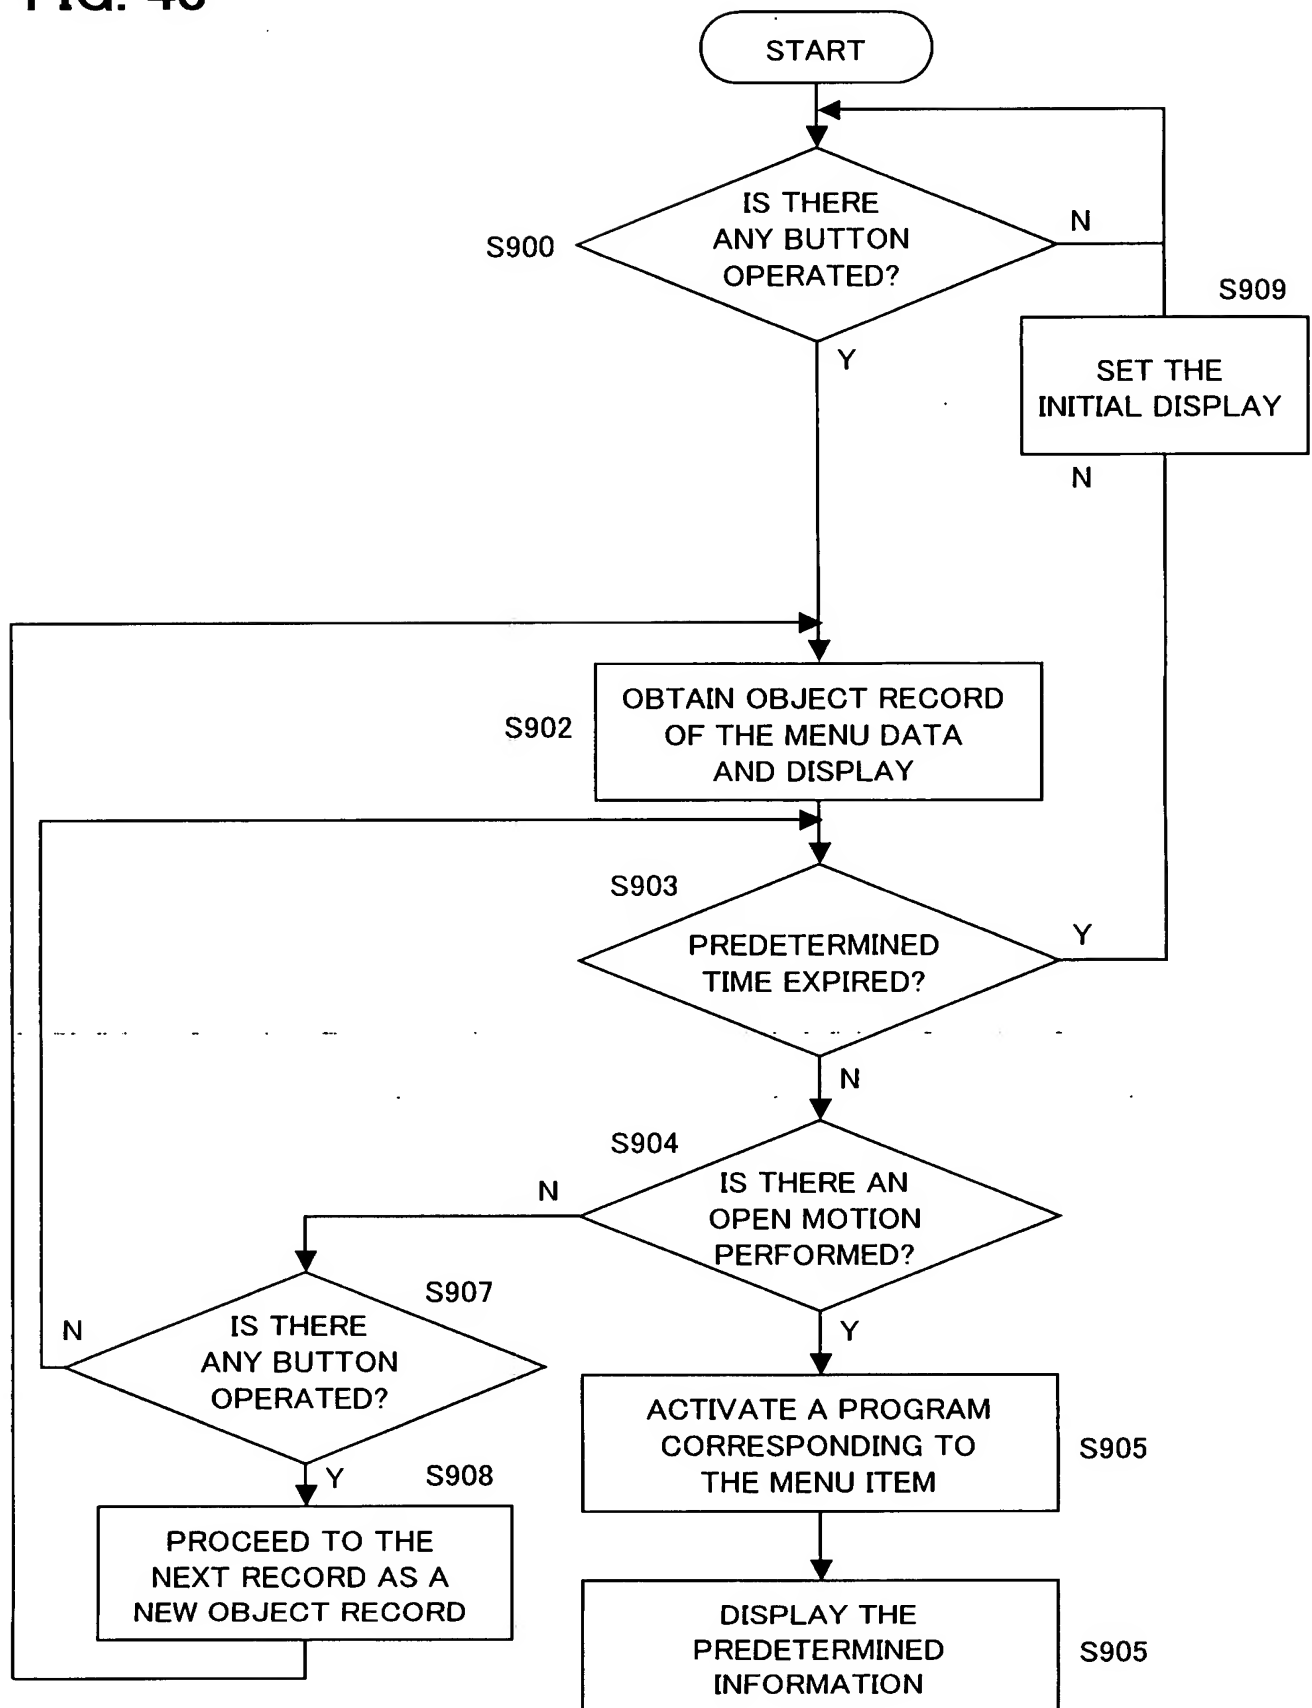 START
IS THERE
ANY BUTTON
OPERATED?
S900
N
Y
S909
SET THE
INITIAL DISPLAY
N
S902
OBTAIN OBJECT RECORD
OF THE MENU DATA
AND DISPLAY
S903
PREDETERMINED
TIME EXPIRED?
Y
N
S904
IS THERE AN
OPEN MOTION
PERFORMED?
N
Y
S907
IS THERE
ANY BUTTON
OPERATED?
N
Y
S908
PROCEED TO THE
NEXT RECORD AS A
NEW OBJECT RECORD
ACTIVATE A PROGRAM
CORRESPONDING TO
THE MENU ITEM
S905
DISPLAY THE
PREDETERMINED
INFORMATION
S905